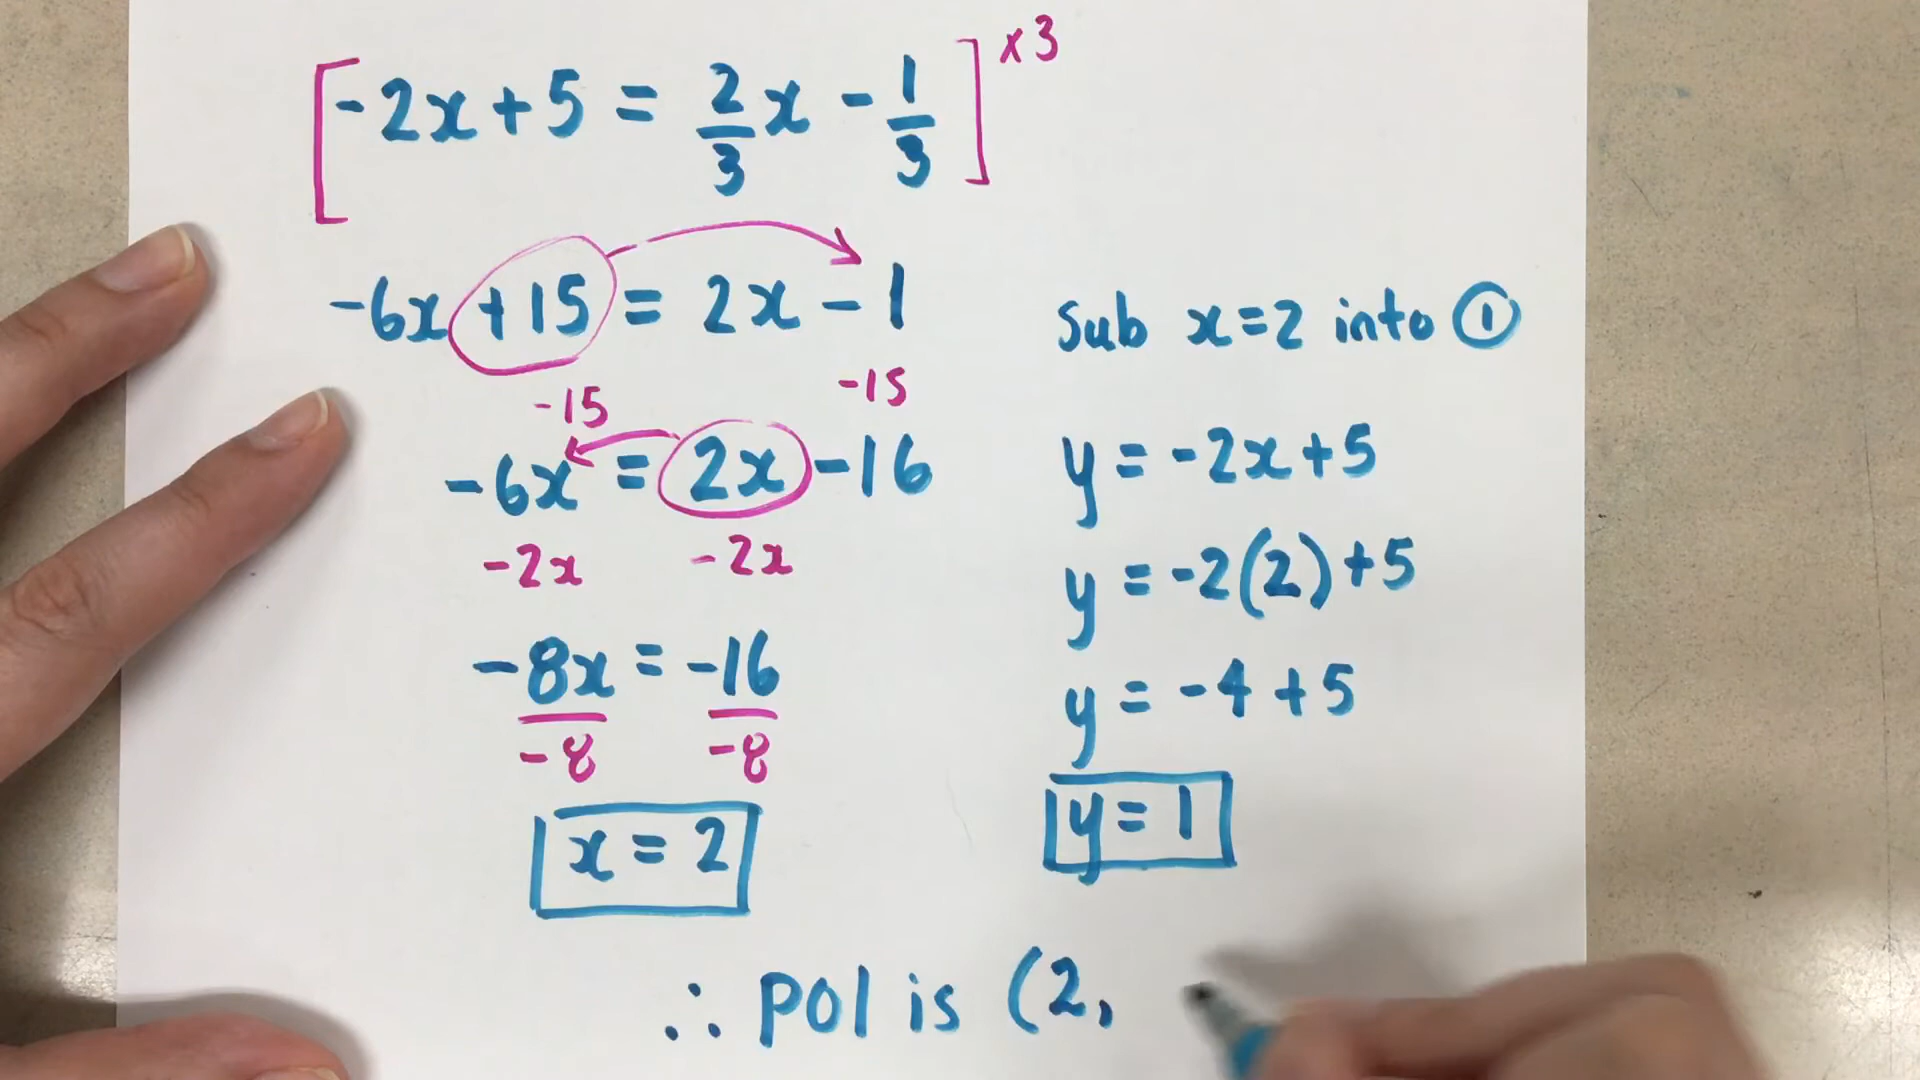 [-2x+5 = 2/3 x - 1/3] x3
-6x +15 = 2x - 1
-15 -15
-6x = 2x - 16
-2x -2x
-8x = -16
-8 -8
x = 2
Sub x=2 into ①
y = -2x+5
y = -2(2)+5
y = -4+5
y = 1
∴ POI is (2,